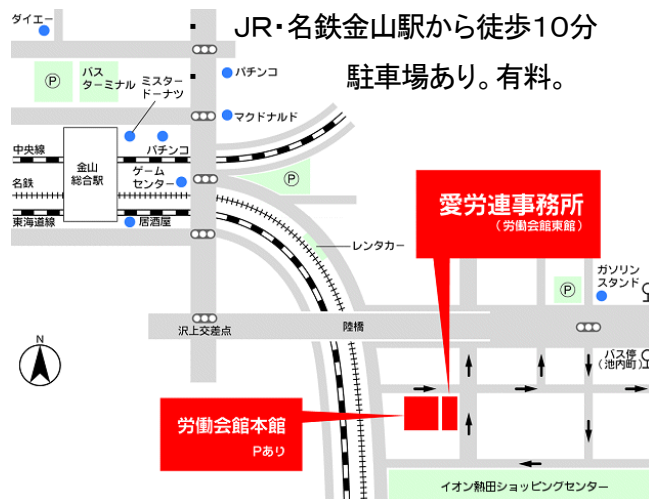 ダイエー
JR・名鉄金山駅から徒歩10分
駐車場あり。有料。
P
バス
ターミナル
ミスター
ドーナツ
パチンコ
マクドナルド
中央線
パチンコ
金山
総合駅
ゲーム
センター
名鉄
P
東海道線
居酒屋
愛労連事務所
(労働会館東館)
レンタカー
ガソリン
スタンド
P
沢上交差点
陸橋
N
バス停
(池内町)
労働会館本館
Pあり
イオン熱田ショッピングセンター